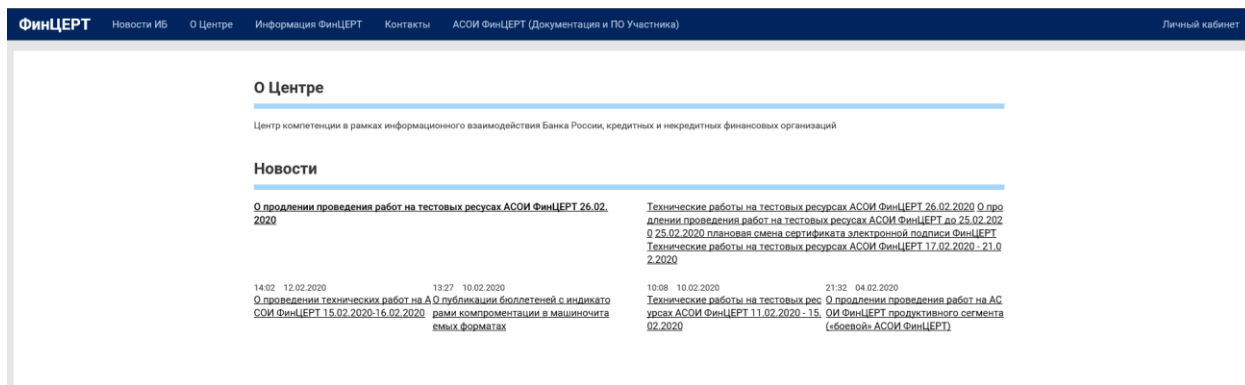 ФинЦЕРТ Новости ИБ О Центре Информация ФинЦЕРТ Контакты АСОИ ФинЦЕРТ (Документация и ПО Участника) Личный кабинет
О Центре
Центр компетенции в рамках информационного взаимодействия Банка России, кредитных и некредитных финансовых организаций
Новости
О продлении проведения работ на тестовых ресурсах АСОИ ФинЦЕРТ 26.02.
2020
Технические работы на тестовых ресурсах АСОИ ФинЦЕРТ 26.02.2020 О про
длении проведения работ на тестовых ресурсах АСОИ ФинЦЕРТ до 25.02.202
0 25.02.2020 плановая смена сертификата электронной подписи ФинЦЕРТ
Технические работы на тестовых ресурсах АСОИ ФинЦЕРТ 17.02.2020 - 21.0
2.2020
14:02 12.02.2020
О проведении технических работ на А
СОИ ФинЦЕРТ 15.02.2020-16.02.2020
13:27 10.02.2020
О публикации бюллетеней с индикато
рами компроментации в машиночита
емых форматах
10:08 10.02.2020
Технические работы на тестовых рес
урсах АСОИ ФинЦЕРТ 11.02.2020 - 15.
02.2020
21:32 04.02.2020
О продлении проведения работ на АС
ОИ ФинЦЕРТ продуктивного сегмента
(«боевой» АСОИ ФинЦЕРТ)